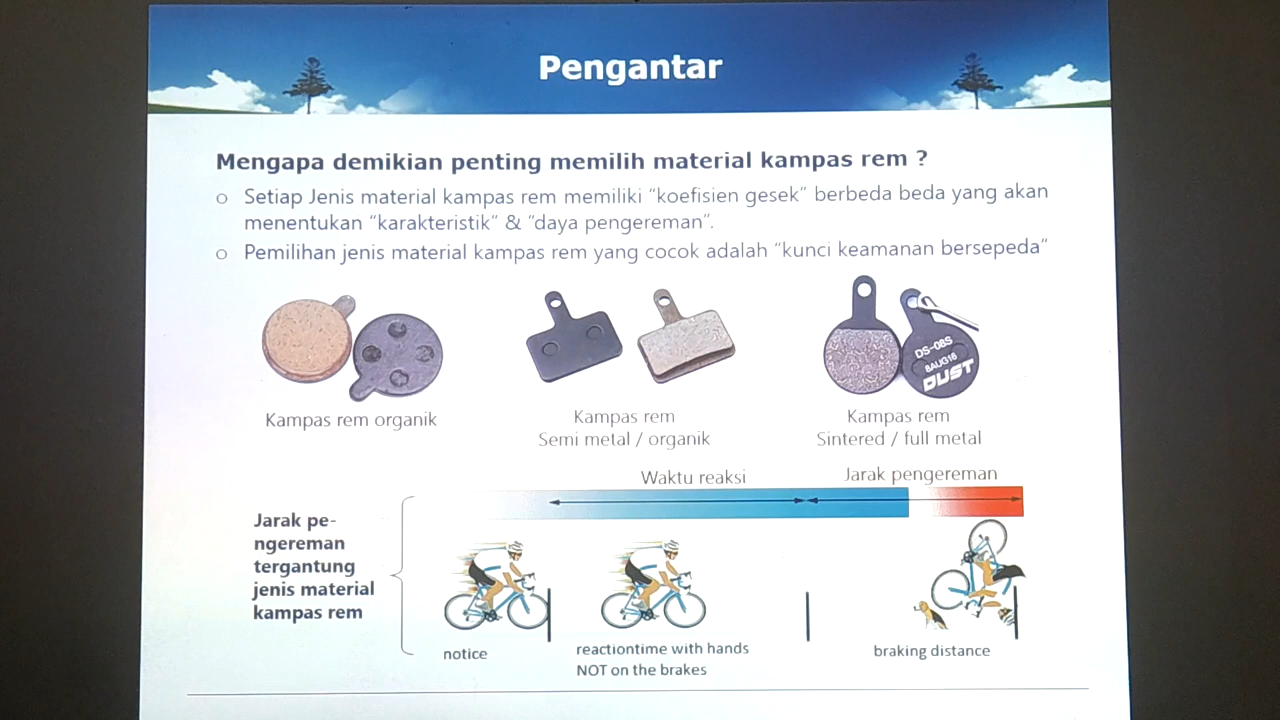 Pengantar
Mengapa demikian penting memilih material kampas rem ?
o Setiap Jenis material kampas rem memiliki “koefisien gesek” berbeda beda yang akan
menentukan “karakteristik” & “daya pengereman”.
o Pemilihan jenis material kampas rem yang cocok adalah “kunci keamanan bersepeda”
DS-08S
8AUG16
DUST
Kampas rem organik
Kampas rem
Semi metal / organik
Kampas rem
Sintered / full metal
Waktu reaksi
Jarak pengereman
Jarak pe-
ngereman
tergantung
jenis material
kampas rem
notice
reactiontime with hands
NOT on the brakes
braking distance